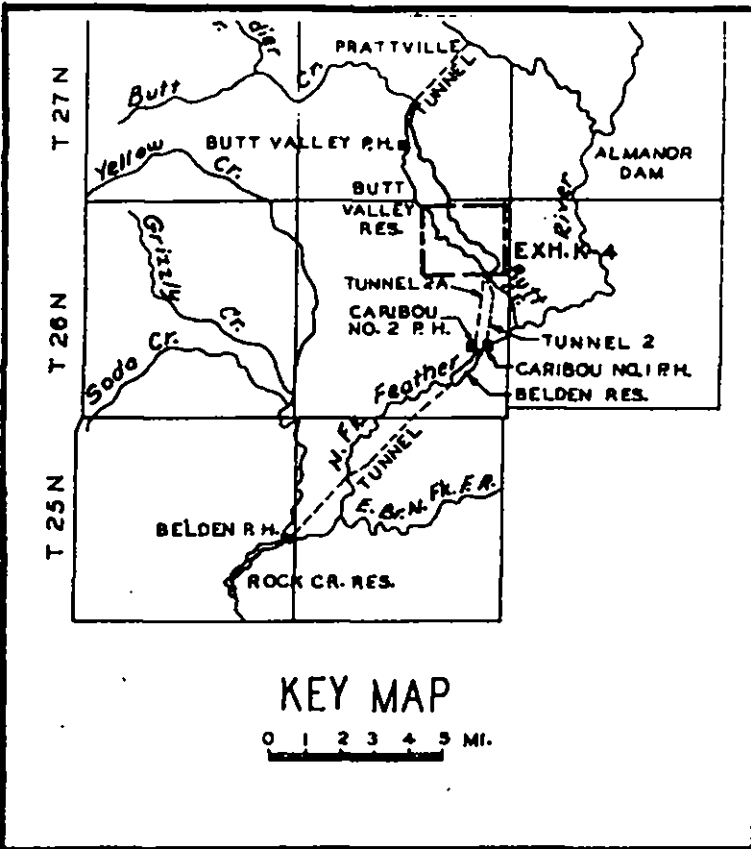 dier
Cr.
PRATTVILLE
TUNNEL
Butt
T 27 N
BUTT VALLEY P.H.
ALMANOR
DAM
Yellow
Cr.
BUTT
VALLEY
RES.
River
EXH. K-4
Grizzly
Cr.
Butt
TUNNEL 2A
T 26 N
CARIBOU
NO. 2 P.H.
TUNNEL 2
CARIBOU NO. 1 P.H.
BELDEN RES.
Soda Cr.
Feather
N. Fk.
TUNNEL
T 25 N
E. Br. N. Fk. F. R.
BELDEN P.H.
ROCK CR. RES.
KEY MAP
0 1 2 3 4 5 MI.